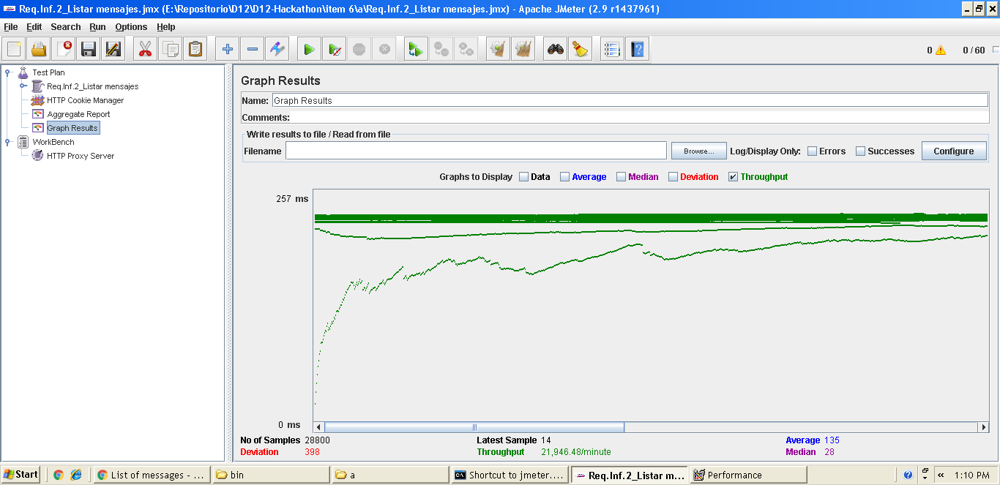 Req.Inf.2_Listar mensajes.jmx (E:\Repositorio\D12\D12-Hackathon\item 6\a\Req.Inf.2_Listar mensajes.jmx) - Apache JMeter (2.9 r1437961)
File Edit Search Run Options Help
0 0 / 60
Test Plan
Req.Inf.2_Listar mensajes
HTTP Cookie Manager
Aggregate Report
Graph Results
WorkBench
HTTP Proxy Server
Graph Results
Name: Graph Results
Comments:
Write results to file / Read from file
Filename Browse... Log/Display Only: Errors Successes Configure
Graphs to Display Data Average Median Deviation Throughput
257 ms
0 ms
No of Samples 28800 Latest Sample 14 Average 135
Deviation 398 Throughput 21,946.48/minute Median 28
Start List of messages - ... bin a Shortcut to jmeter.... Req.Inf.2_Listar m... Performance « 1:10 PM